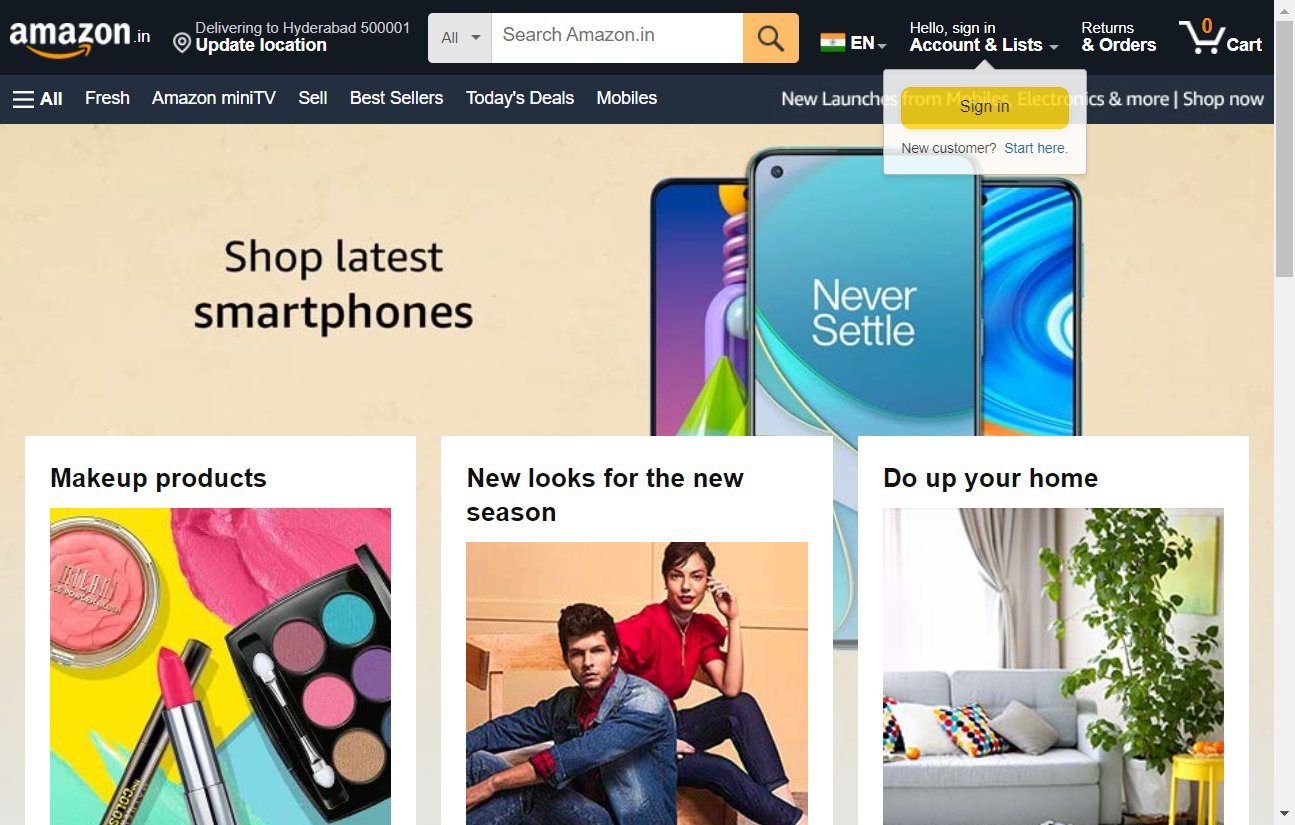 amazon.in
Delivering to Hyderabad 500001
Update location
All
Search Amazon.in
EN
Hello, sign in
Account & Lists
Returns
& Orders
0
Cart
All
Fresh
Amazon miniTV
Sell
Best Sellers
Today's Deals
Mobiles
New Launches from Mobiles, Electronics & more | Shop now
Sign in
New customer? Start here.
Shop latest
smartphones
Never
Settle
Makeup products
New looks for the new
season
Do up your home
MILANI